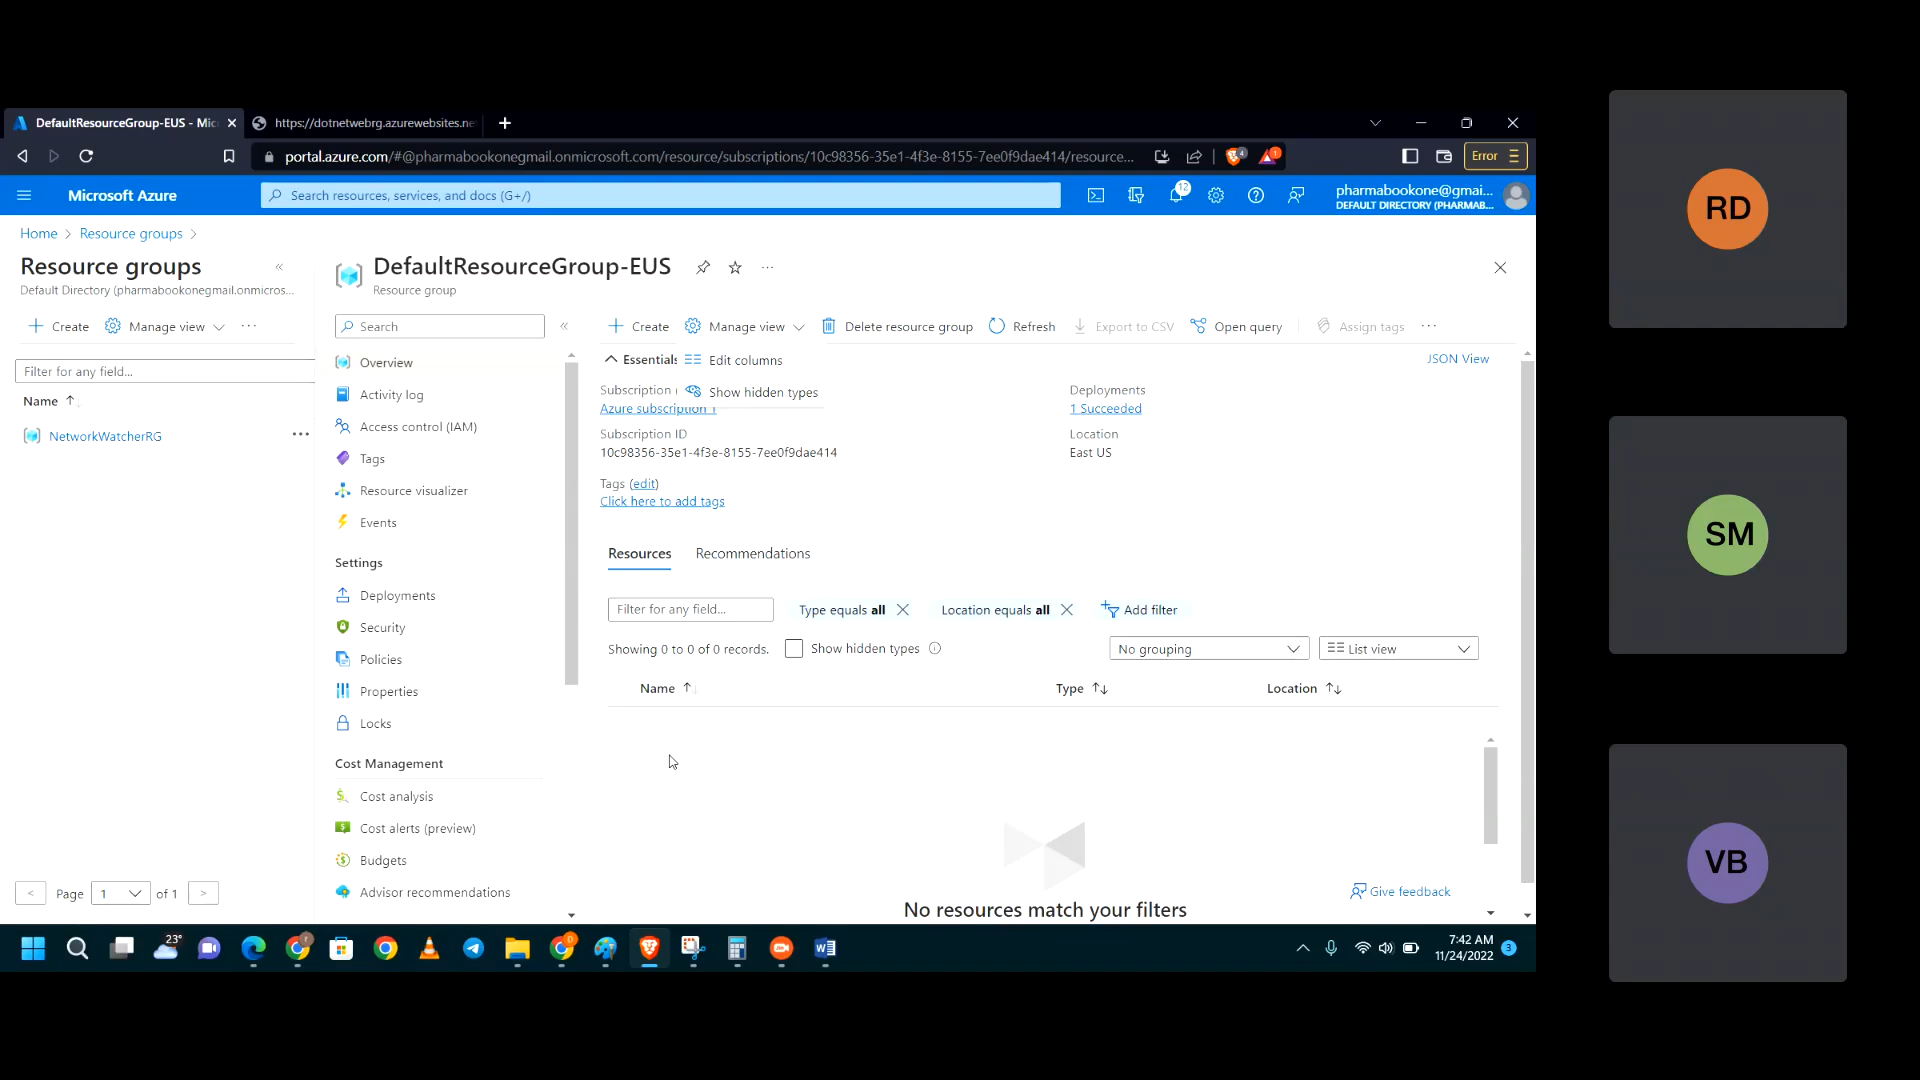 DefaultResourceGroup-EUS - Mic
https://dotnetwebrg.azurewebsites.ne
portal.azure.com/#@pharmabookonegmail.onmicrosoft.com/resource/subscriptions/10c98356-35e1-4f3e-8155-7ee0f9dae414/resource...
4
1
Error
Microsoft Azure
Search resources, services, and docs (G+/)
12
pharmabookone@gmai...
DEFAULT DIRECTORY (PHARMAB...
Home > Resource groups >
Resource groups
Default Directory (pharmabookonegmail.onmicros...
Create
Manage view
Filter for any field...
Name
NetworkWatcherRG
< Page 1 of 1 >
DefaultResourceGroup-EUS
Resource group
Search
Overview
Activity log
Access control (IAM)
Tags
Resource visualizer
Events
Settings
Deployments
Security
Policies
Properties
Locks
Cost Management
Cost analysis
Cost alerts (preview)
Budgets
Advisor recommendations
Create
Manage view
Delete resource group
Refresh
Export to CSV
Open query
Assign tags
Edit columns
Show hidden types
Essentials
JSON View
Subscription
Azure subscription 1
Subscription ID
10c98356-35e1-4f3e-8155-7ee0f9dae414
Tags (edit)
Click here to add tags
Deployments
1 Succeeded
Location
East US
Resources
Recommendations
Filter for any field...
Type equals all
Location equals all
Add filter
Showing 0 to 0 of 0 records.
Show hidden types
No grouping
List view
Name
Type
Location
No resources match your filters
Give feedback
23°
7:42 AM
11/24/2022
3
RD
SM
VB